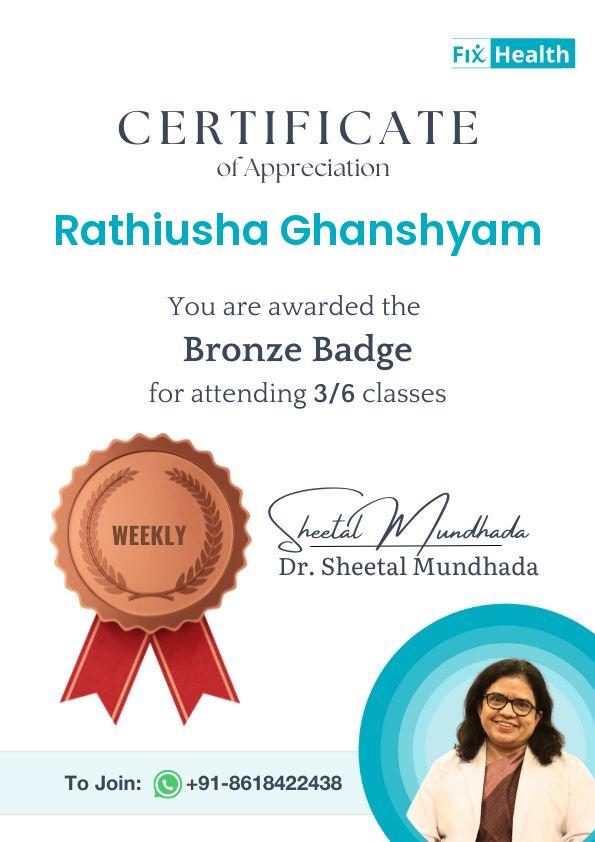 Fix Health
CERTIFICATE
of Appreciation
Rathiusha Ghanshyam
You are awarded the
Bronze Badge
for attending 3/6 classes
WEEKLY
Sheetal Mundhada
Dr. Sheetal Mundhada
To Join: +91-8618422438